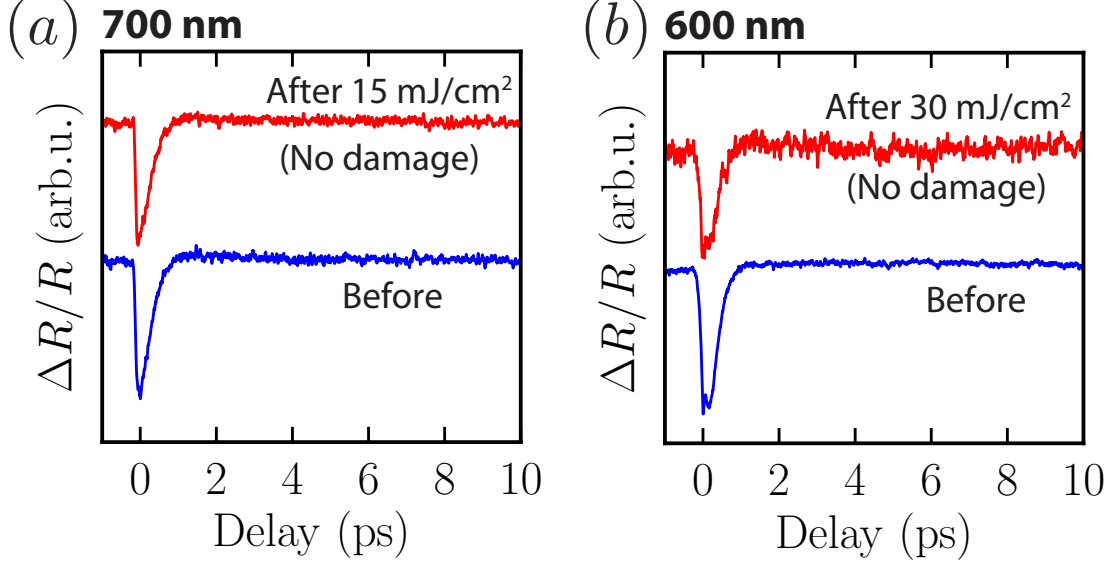 (a) 700 nm
After 15 mJ/cm²
(No damage)
Before
ΔR/R (arb.u.)
0 2 4 6 8 10
Delay (ps)
(b) 600 nm
After 30 mJ/cm²
(No damage)
Before
ΔR/R (arb.u.)
0 2 4 6 8 10
Delay (ps)